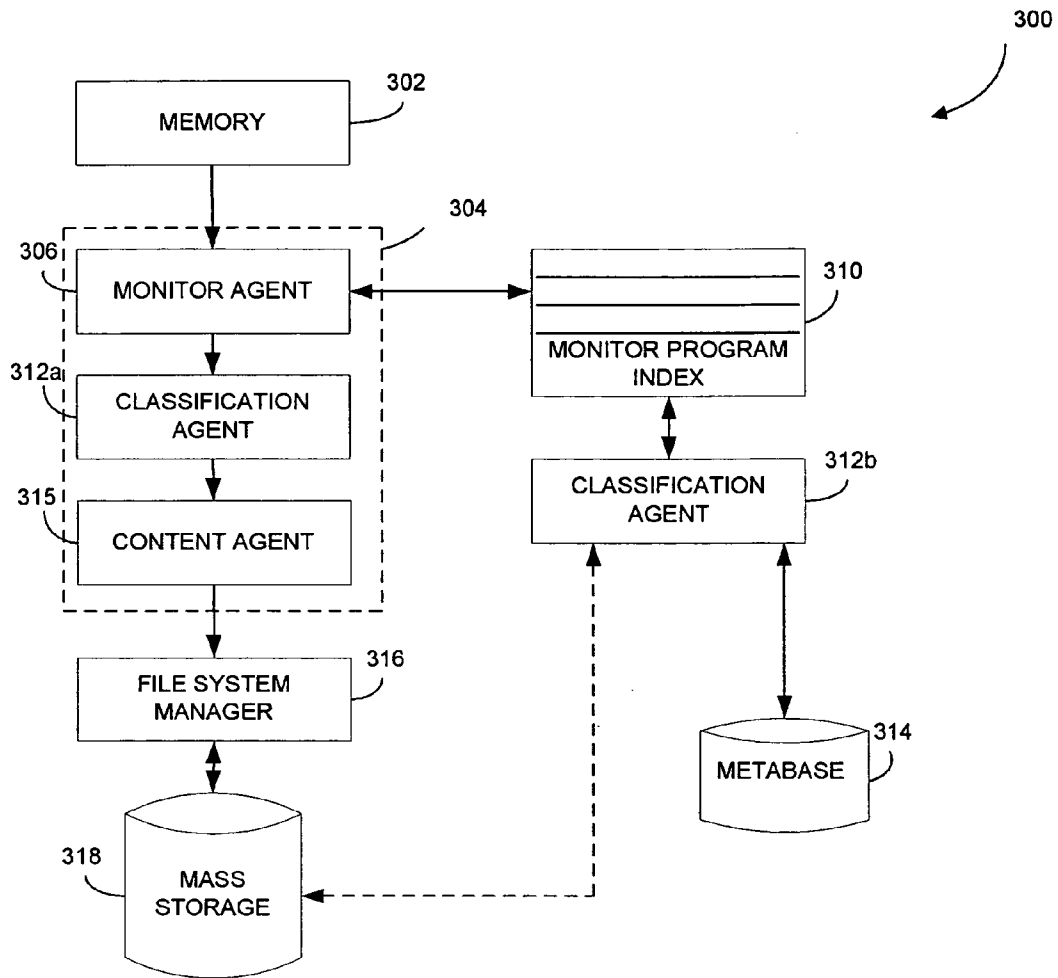 300
302
MEMORY
304
306
MONITOR AGENT
310
MONITOR PROGRAM
INDEX
312a
CLASSIFICATION
AGENT
312b
CLASSIFICATION
AGENT
315
CONTENT AGENT
316
FILE SYSTEM
MANAGER
314
METABASE
318
MASS
STORAGE